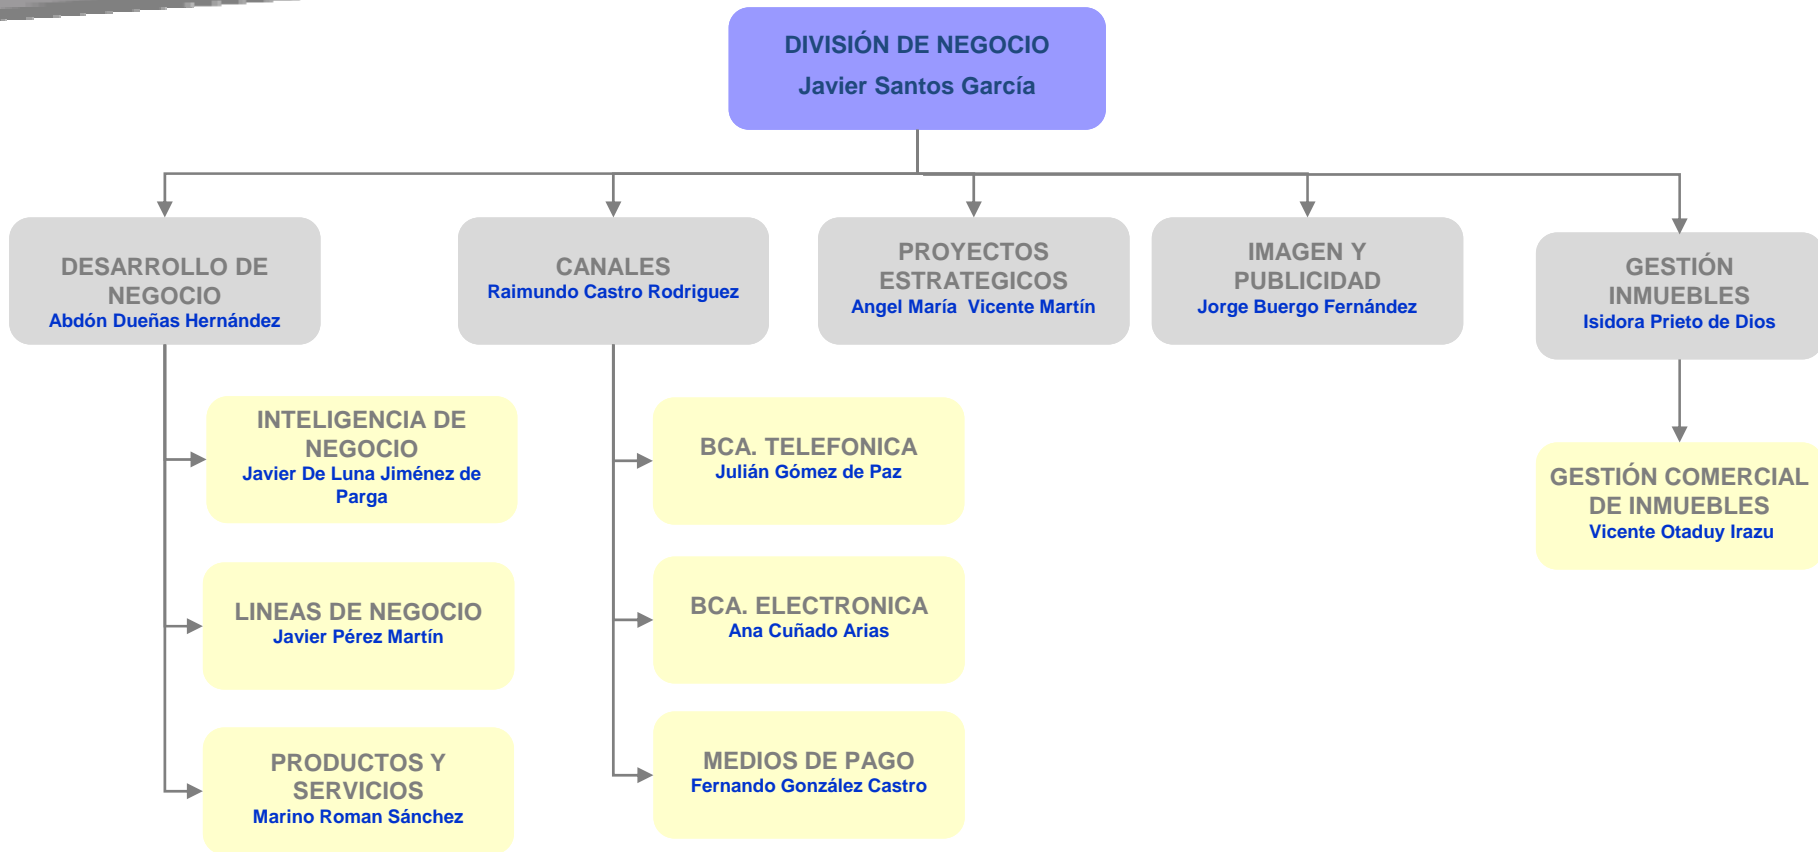 DIVISIÓN DE NEGOCIO
Javier Santos García
DESARROLLO DE
NEGOCIO
Abdón Dueñas Hernández
CANALES
Raimundo Castro Rodriguez
PROYECTOS
ESTRATEGICOS
Angel María Vicente Martín
IMAGEN Y
PUBLICIDAD
Jorge Buergo Fernández
GESTIÓN
INMUEBLES
Isidora Prieto de Dios
INTELIGENCIA DE
NEGOCIO
Javier De Luna Jiménez de
Parga
BCA. TELEFONICA
Julián Gómez de Paz
GESTIÓN COMERCIAL
DE INMUEBLES
Vicente Otaduy Irazu
LINEAS DE NEGOCIO
Javier Pérez Martín
BCA. ELECTRONICA
Ana Cuñado Arias
PRODUCTOS Y
SERVICIOS
Marino Roman Sánchez
MEDIOS DE PAGO
Fernando González Castro